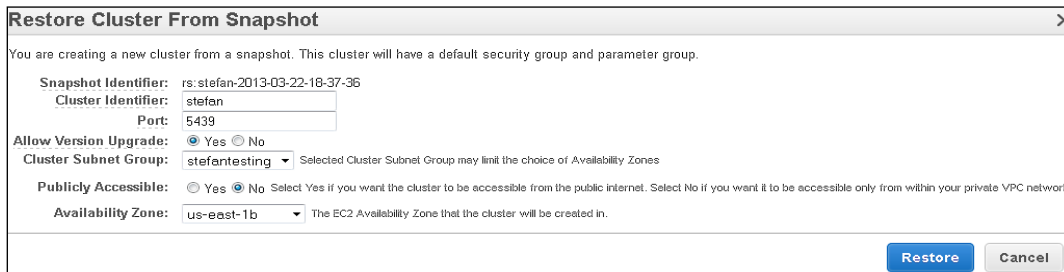 Restore Cluster From Snapshot
You are creating a new cluster from a snapshot. This cluster will have a default security group and parameter group.
Snapshot Identifier: rs:stefan-2013-03-22-18-37-36
Cluster Identifier: stefan
Port: 5439
Allow Version Upgrade: Yes No
Cluster Subnet Group: stefantesting Selected Cluster Subnet Group may limit the choice of Availability Zones
Publicly Accessible: Yes No Select Yes if you want the cluster to be accessible from the public internet. Select No if you want it to be accessible only from within your private VPC network
Availability Zone: us-east-1b The EC2 Availability Zone that the cluster will be created in.
Restore Cancel